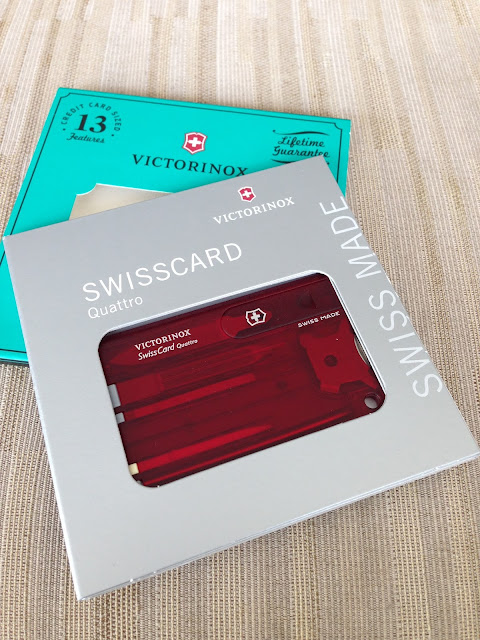 CREDIT CARD SIZED
13
Features
VICTORINOX
Lifetime
Guarantee
VICTORINOX
SWISSCARD
Quattro
SWISS MADE
VICTORINOX
SwissCard Quattro
SWISS MADE